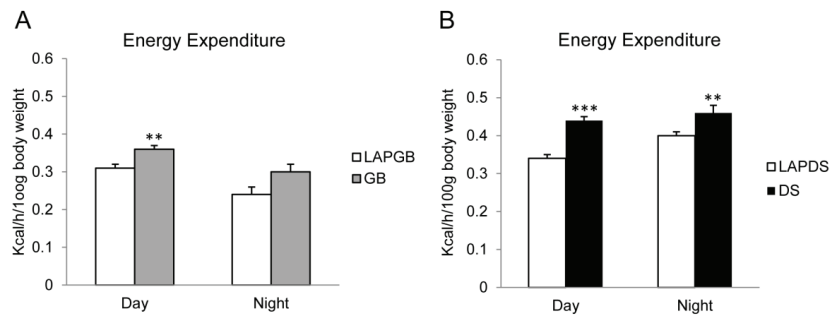 A
Energy Expenditure
Kcal/h/1oog body weight
0.6
0.5
0.4
0.3
0.2
0.1
0
**
Day
Night
LAPGB
GB
B
Energy Expenditure
Kcal/h/100g body weight
0.6
0.5
0.4
0.3
0.2
0.1
0
***
**
Day
Night
LAPDS
DS